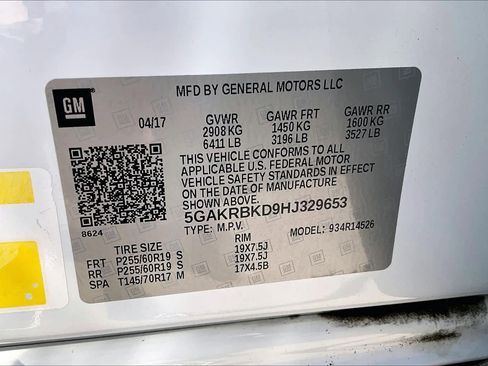 MFD BY GENERAL MOTORS LLC
GM
04/17 GVWR GAWR FRT GAWR RR
2908 KG 1450 KG 1600 KG
6411 LB 3196 LB 3527 LB
THIS VEHICLE CONFORMS TO ALL
APPLICABLE U.S. FEDERAL MOTOR
VEHICLE SAFETY STANDARDS IN EFFECT
ON THE DATE OF MANUFACTURE
SHOWN ABOVE.
8624
5GAKRBKD9HJ329653
TYPE: M.P.V. MODEL: 934R14526
TIRE SIZE RIM
FRT P255/60R19 S 19X7.5J
RR P255/60R19 S 19X7.5J
SPA T145/70R17 M 17X4.5B